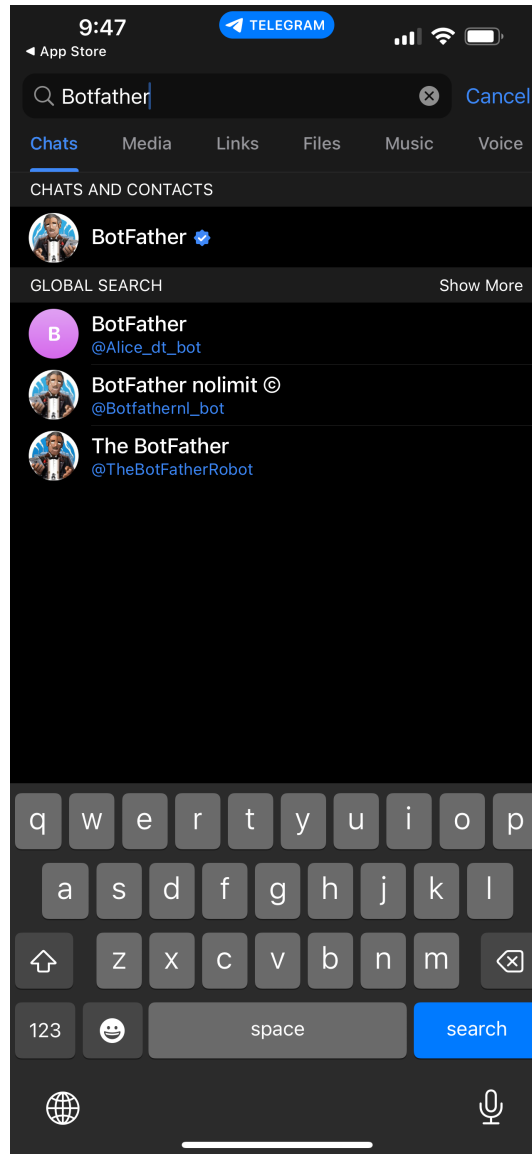 9:47
TELEGRAM
◀ App Store
Botfather
Cancel
Chats Media Links Files Music Voice
CHATS AND CONTACTS
BotFather
GLOBAL SEARCH Show More
B
BotFather
@Alice_dt_bot
BotFather nolimit ©
@Botfathernl_bot
The BotFather
@TheBotFatherRobot
q w e r t y u i o p
a s d f g h j k l
z x c v b n m
123 space search